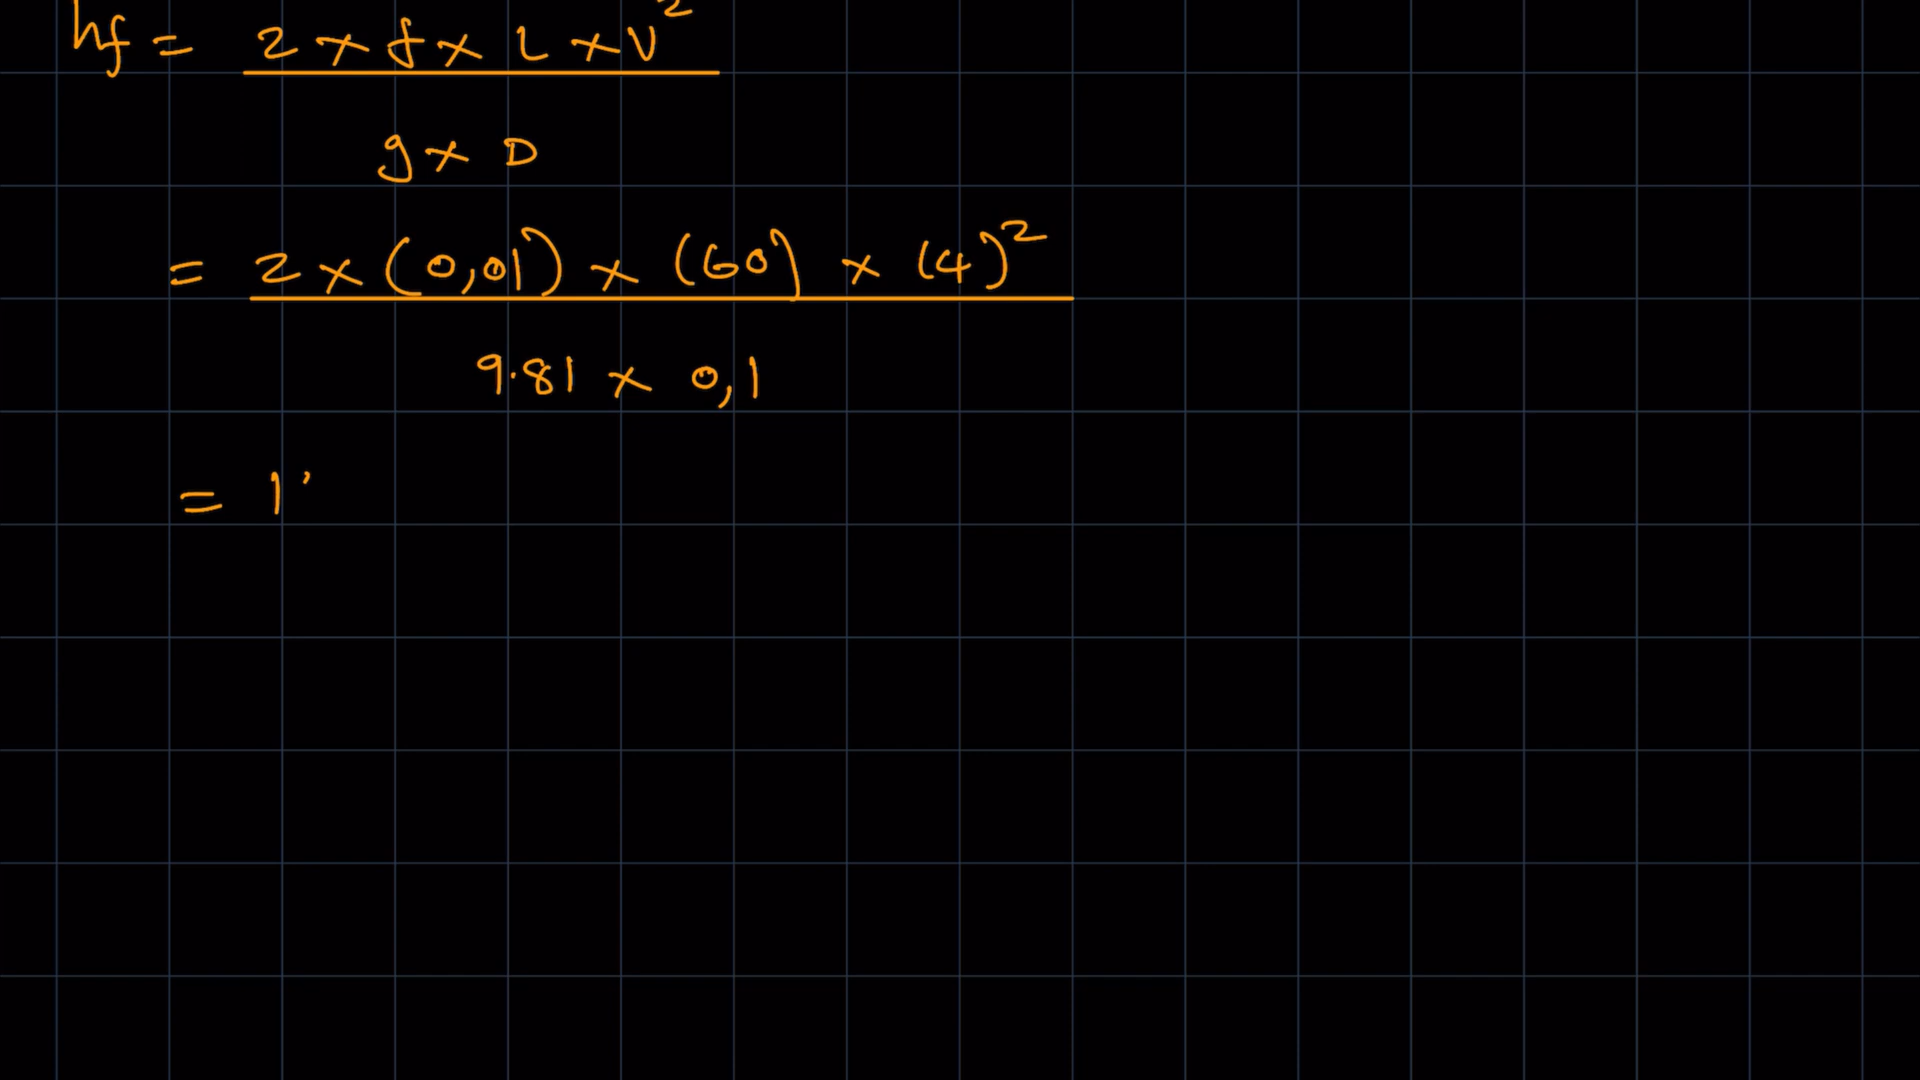 hf = 2 × f × L × V²
g × D
= 2 × (0,01) × (60) × (4)²
9.81 × 0,1
= 1'